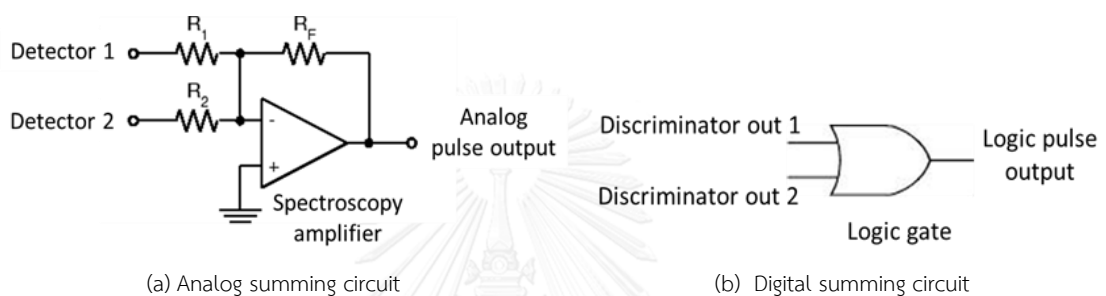 R1
RF
Detector 1
R2
Detector 2
-
+
Analog
pulse output
Spectroscopy
amplifier
(a) Analog summing circuit
Discriminator out 1
Discriminator out 2
Logic pulse
output
Logic gate
(b) Digital summing circuit